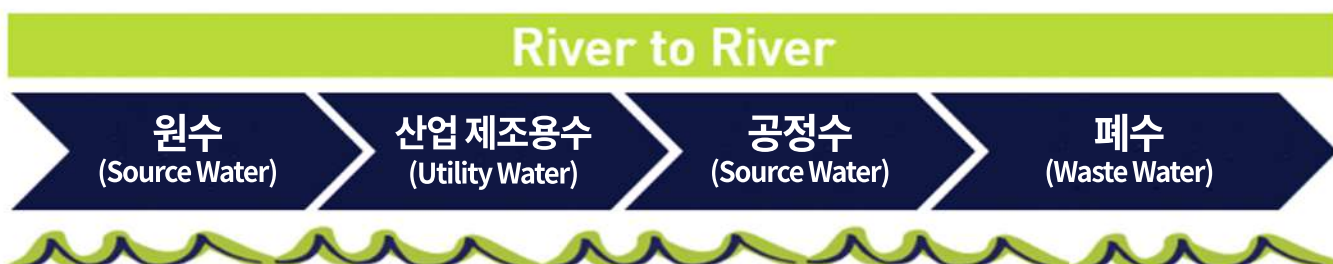 River to River
원수
(Source Water)
산업 제조용수
(Utility Water)
공정수
(Source Water)
폐수
(Waste Water)